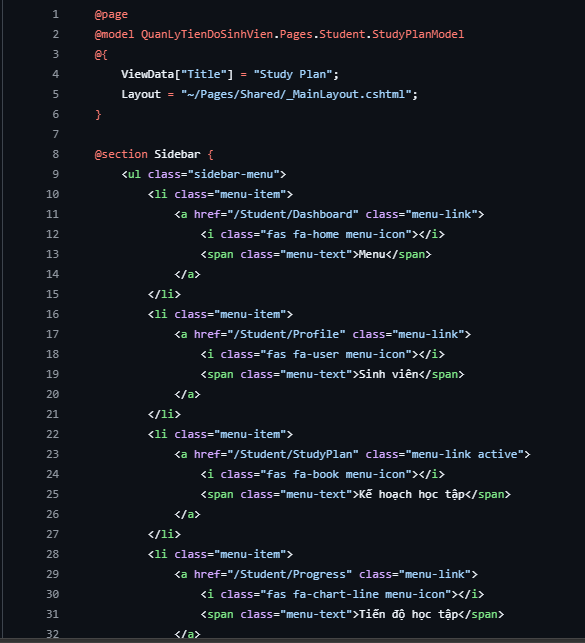 1 @page
2 @model QuanLyTienDoSinhVien.Pages.Student.StudyPlanModel
3 @{
4     ViewData["Title"] = "Study Plan";
5     Layout = "~/Pages/Shared/_MainLayout.cshtml";
6 }
7
8 @section Sidebar {
9     <ul class="sidebar-menu">
10         <li class="menu-item">
11             <a href="/Student/Dashboard" class="menu-link">
12                 <i class="fas fa-home menu-icon"></i>
13                 <span class="menu-text">Menu</span>
14             </a>
15         </li>
16         <li class="menu-item">
17             <a href="/Student/Profile" class="menu-link">
18                 <i class="fas fa-user menu-icon"></i>
19                 <span class="menu-text">Sinh viên</span>
20             </a>
21         </li>
22         <li class="menu-item">
23             <a href="/Student/StudyPlan" class="menu-link active">
24                 <i class="fas fa-book menu-icon"></i>
25                 <span class="menu-text">Kế hoạch học tập</span>
26             </a>
27         </li>
28         <li class="menu-item">
29             <a href="/Student/Progress" class="menu-link">
30                 <i class="fas fa-chart-line menu-icon"></i>
31                 <span class="menu-text">Tiến độ học tập</span>
32             </a>